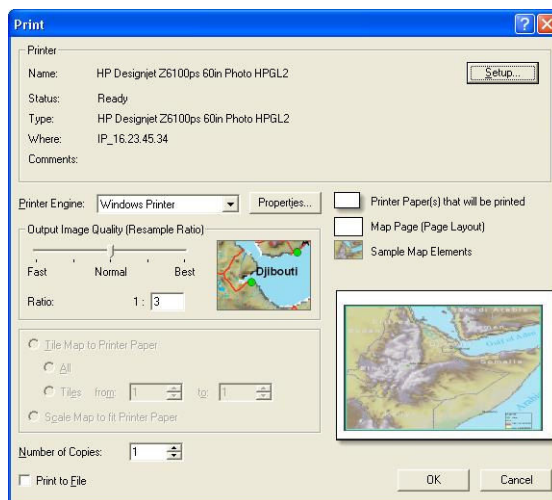 Print
Printer
Name: HP Designjet Z6100ps 60in Photo HPGL2
Setup...
Status: Ready
Type: HP Designjet Z6100ps 60in Photo HPGL2
Where: IP_16.23.45.34
Comments:
Printer Engine: Windows Printer Properties...
Printer Paper(s) that will be printed
Map Page (Page Layout)
Sample Map Elements
Output Image Quality (Resample Ratio)
Fast Normal Best
Ratio: 1 : 3
Djibouti
Tile Map to Printer Paper
All
Tiles from: 1 to: 1
Scale Map to fit Printer Paper
Gulf of Aden
Number of Copies: 1
Print to File
OK Cancel